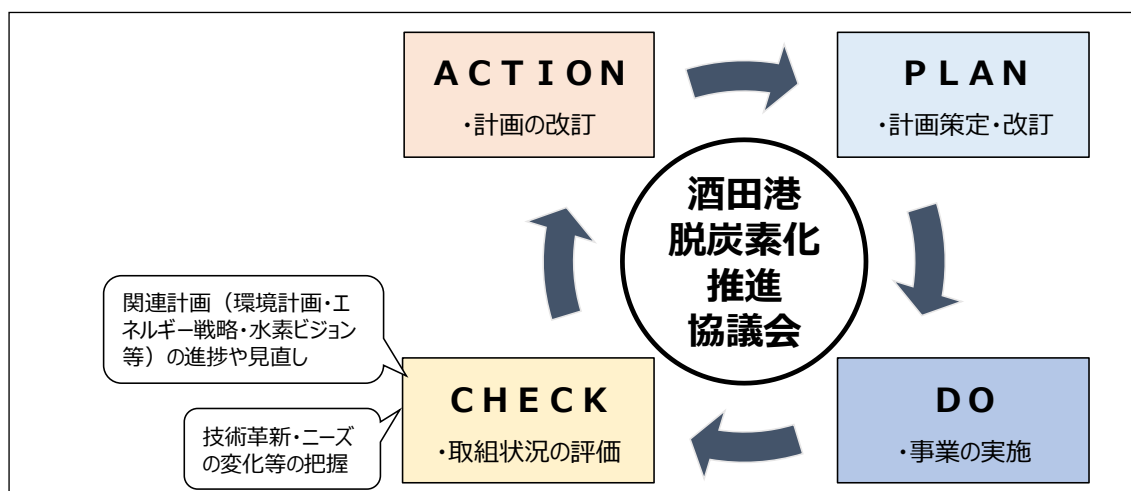 ＡＣＴＩＯＮ
・計画の改訂
ＰＬＡＮ
・計画策定・改訂
酒田港
脱炭素化
推進
協議会
関連計画（環境計画・エ
ネルギー戦略・水素ビジョン
等）の進捗や見直し
ＣＨＥＣＫ
・取組状況の評価
技術革新・ニーズ
の変化等の把握
ＤＯ
・事業の実施